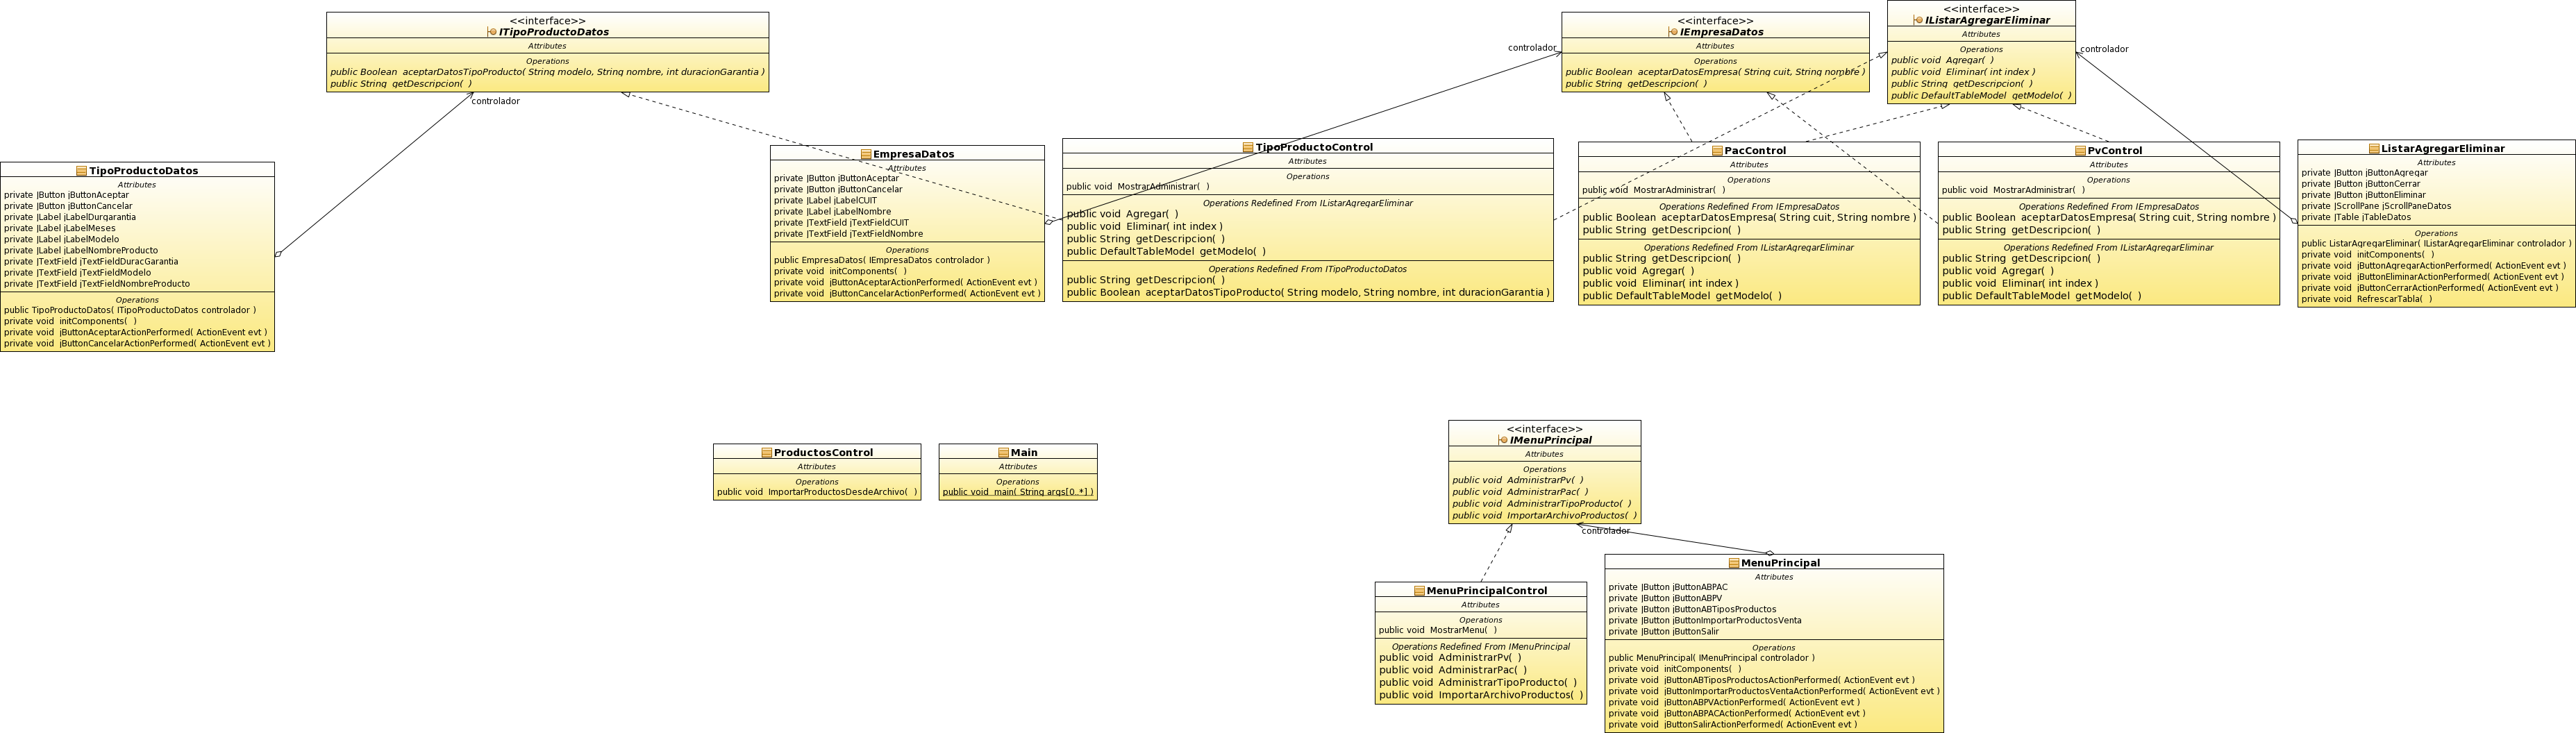 <<interface>>
ITipoProductoDatos
Attributes
Operations
public Boolean aceptarDatosTipoProducto( String modelo, String nombre, int duracionGarantia )
public String getDescripcion( )
controlador
<<interface>>
IEmpresaDatos
Attributes
Operations
public Boolean aceptarDatosEmpresa( String cuit, String nombre )
public String getDescripcion( )
controlador
<<interface>>
IListarAgregarEliminar
Attributes
Operations
public void Agregar( )
public void Eliminar( int index )
public String getDescripcion( )
public DefaultTableModel getModelo( )
controlador
TipoProductoDatos
Attributes
private JButton jButtonAceptar
private JButton jButtonCancelar
private JLabel jLabelDurgarantia
private JLabel jLabelMeses
private JLabel jLabelModelo
private JLabel jLabelNombreProducto
private JTextField jTextFieldDuracGarantia
private JTextField jTextFieldModelo
private JTextField jTextFieldNombreProducto
Operations
public TipoProductoDatos( ITipoProductoDatos controlador )
private void initComponents( )
private void jButtonAceptarActionPerformed( ActionEvent evt )
private void jButtonCancelarActionPerformed( ActionEvent evt )
EmpresaDatos
Attributes
private JButton jButtonAceptar
private JButton jButtonCancelar
private JLabel jLabelCUIT
private JLabel jLabelNombre
private JTextField jTextFieldCUIT
private JTextField jTextFieldNombre
Operations
public EmpresaDatos( IEmpresaDatos controlador )
private void initComponents( )
private void jButtonAceptarActionPerformed( ActionEvent evt )
private void jButtonCancelarActionPerformed( ActionEvent evt )
TipoProductoControl
Attributes
Operations
public void MostrarAdministrar( )
Operations Redefined From IListarAgregarEliminar
public void Agregar( )
public void Eliminar( int index )
public String getDescripcion( )
public DefaultTableModel getModelo( )
Operations Redefined From ITipoProductoDatos
public String getDescripcion( )
public Boolean aceptarDatosTipoProducto( String modelo, String nombre, int duracionGarantia )
PacControl
Attributes
Operations
public void MostrarAdministrar( )
Operations Redefined From IEmpresaDatos
public Boolean aceptarDatosEmpresa( String cuit, String nombre )
public String getDescripcion( )
Operations Redefined From IListarAgregarEliminar
public String getDescripcion( )
public void Agregar( )
public void Eliminar( int index )
public DefaultTableModel getModelo( )
PvControl
Attributes
Operations
public void MostrarAdministrar( )
Operations Redefined From IEmpresaDatos
public Boolean aceptarDatosEmpresa( String cuit, String nombre )
public String getDescripcion( )
Operations Redefined From IListarAgregarEliminar
public String getDescripcion( )
public void Agregar( )
public void Eliminar( int index )
public DefaultTableModel getModelo( )
ListarAgregarEliminar
Attributes
private JButton jButtonAgregar
private JButton jButtonCerrar
private JButton jButtonEliminar
private JScrollPane jScrollPaneDatos
private JTable jTableDatos
Operations
public ListarAgregarEliminar( IListarAgregarEliminar controlador )
private void initComponents( )
private void jButtonAgregarActionPerformed( ActionEvent evt )
private void jButtonEliminarActionPerformed( ActionEvent evt )
private void jButtonCerrarActionPerformed( ActionEvent evt )
private void RefrescarTabla( )
ProductosControl
Attributes
Operations
public void ImportarProductosDesdeArchivo( )
Main
Attributes
Operations
public void main( String args[0..*] )
<<interface>>
IMenuPrincipal
Attributes
Operations
public void AdministrarPv( )
public void AdministrarPac( )
public void AdministrarTipoProducto( )
public void ImportarArchivoProductos( )
controlador
MenuPrincipalControl
Attributes
Operations
public void MostrarMenu( )
Operations Redefined From IMenuPrincipal
public void AdministrarPv( )
public void AdministrarPac( )
public void AdministrarTipoProducto( )
public void ImportarArchivoProductos( )
MenuPrincipal
Attributes
private JButton jButtonABPAC
private JButton jButtonABPV
private JButton jButtonABTiposProductos
private JButton jButtonImportarProductosVenta
private JButton jButtonSalir
Operations
public MenuPrincipal( IMenuPrincipal controlador )
private void initComponents( )
private void jButtonABTiposProductosActionPerformed( ActionEvent evt )
private void jButtonImportarProductosVentaActionPerformed( ActionEvent evt )
private void jButtonABPVActionPerformed( ActionEvent evt )
private void jButtonABPACActionPerformed( ActionEvent evt )
private void jButtonSalirActionPerformed( ActionEvent evt )